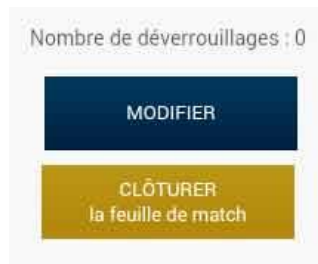 Nombre de déverrouillages : 0
MODIFIER
CLÔTURER
la feuille de match